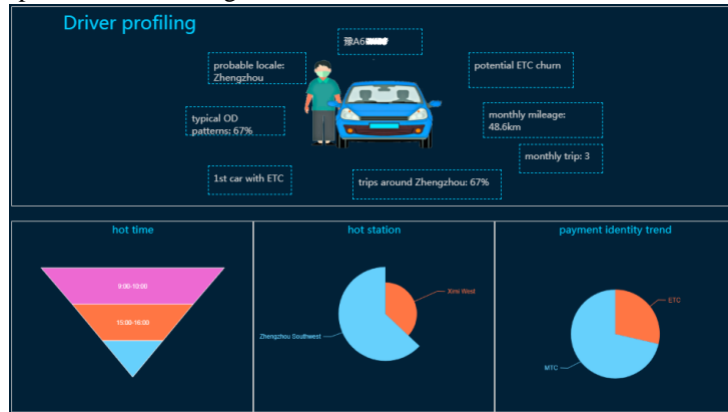 Driver profiling
豫A6
probable locale:
Zhengzhou
potential ETC churn
typical OD
patterns: 67%
monthly mileage:
48.6km
monthly trip: 3
1st car with ETC
trips around Zhengzhou: 67%
hot time
hot station
payment identity trend
9:00-10:00
15:00-16:00
Xinxi West
Zhengzhou Southwest
ETC
MTC